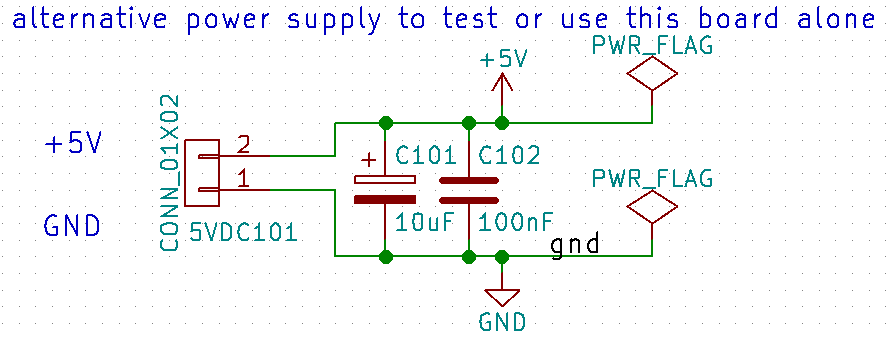 alternative power supply to test or use this board alone
PWR_FLAG
+5V
CONN_01X02
+5V
2
1
+
C101
C102
PWR_FLAG
GND
5VDC101
10uF
100nF
gnd
GND